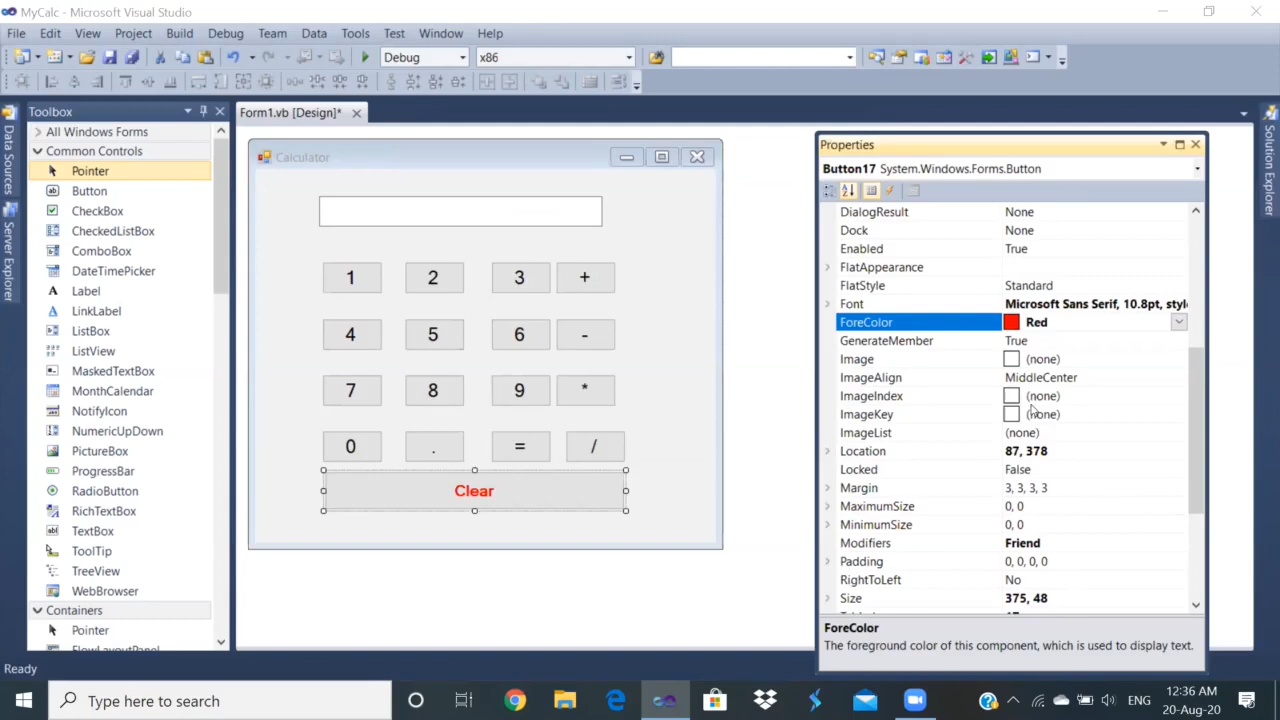 MyCalc - Microsoft Visual Studio
File Edit View Project Build Debug Team Data Tools Test Window Help
Debug x86
Toolbox
Form1.vb [Design]*
Data Sources
Server Explorer
Solution Explorer
All Windows Forms
Common Controls
Pointer
Button
CheckBox
CheckedListBox
ComboBox
DateTimePicker
Label
LinkLabel
ListBox
ListView
MaskedTextBox
MonthCalendar
NotifyIcon
NumericUpDown
PictureBox
ProgressBar
RadioButton
RichTextBox
TextBox
ToolTip
TreeView
WebBrowser
Containers
Pointer
FlowLayoutPanel
Calculator
1 2 3 +
4 5 6 -
7 8 9 *
0 . = /
Clear
Properties
Button17 System.Windows.Forms.Button
DialogResult None
Dock None
Enabled True
FlatAppearance
FlatStyle Standard
Font Microsoft Sans Serif, 10.8pt, style
ForeColor Red
GenerateMember True
Image (none)
ImageAlign MiddleCenter
ImageIndex (none)
ImageKey (none)
ImageList (none)
Location 87, 378
Locked False
Margin 3, 3, 3, 3
MaximumSize 0, 0
MinimumSize 0, 0
Modifiers Friend
Padding 0, 0, 0, 0
RightToLeft No
Size 375, 48
ForeColor
The foreground color of this component, which is used to display text.
Ready
Type here to search
ENG
12:36 AM
20-Aug-20